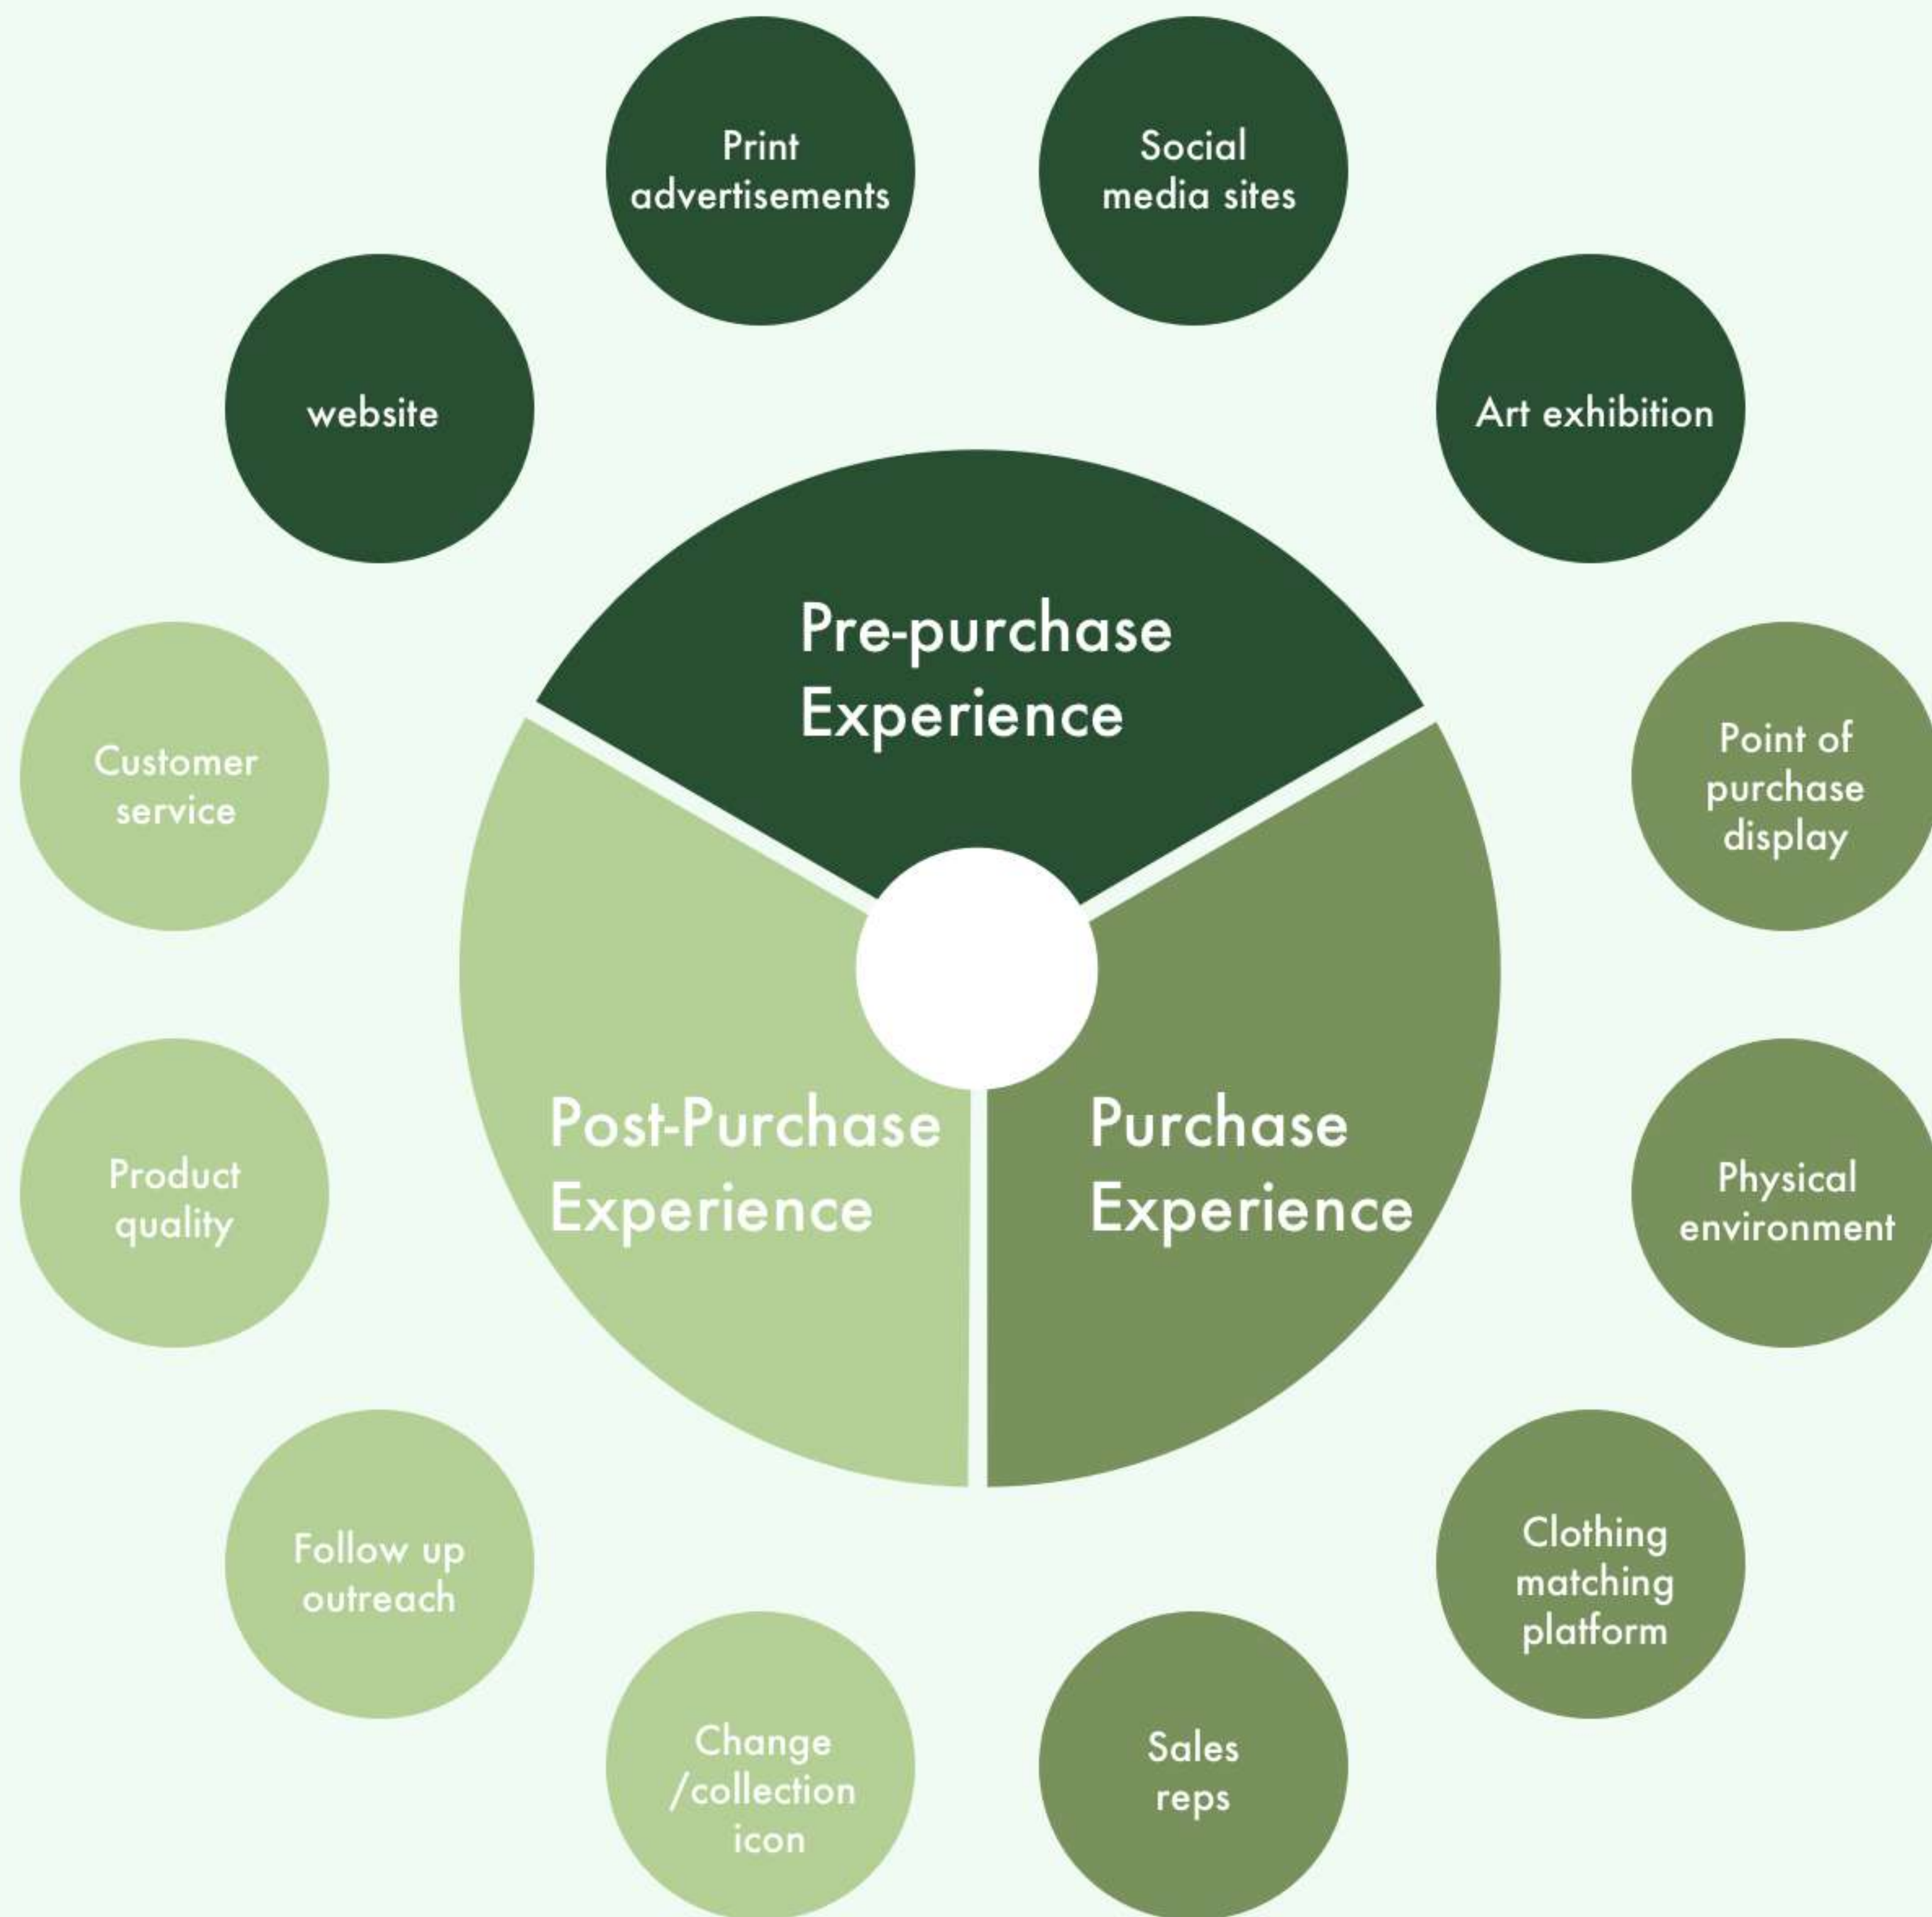 Print
advertisements
Social
media sites
website
Art exhibition
Pre-purchase
Experience
Customer
service
Point of
purchase
display
Post-Purchase
Experience
Purchase
Experience
Product
quality
Physical
environment
Follow up
outreach
Clothing
matching
platform
Change
/collection
icon
Sales
reps